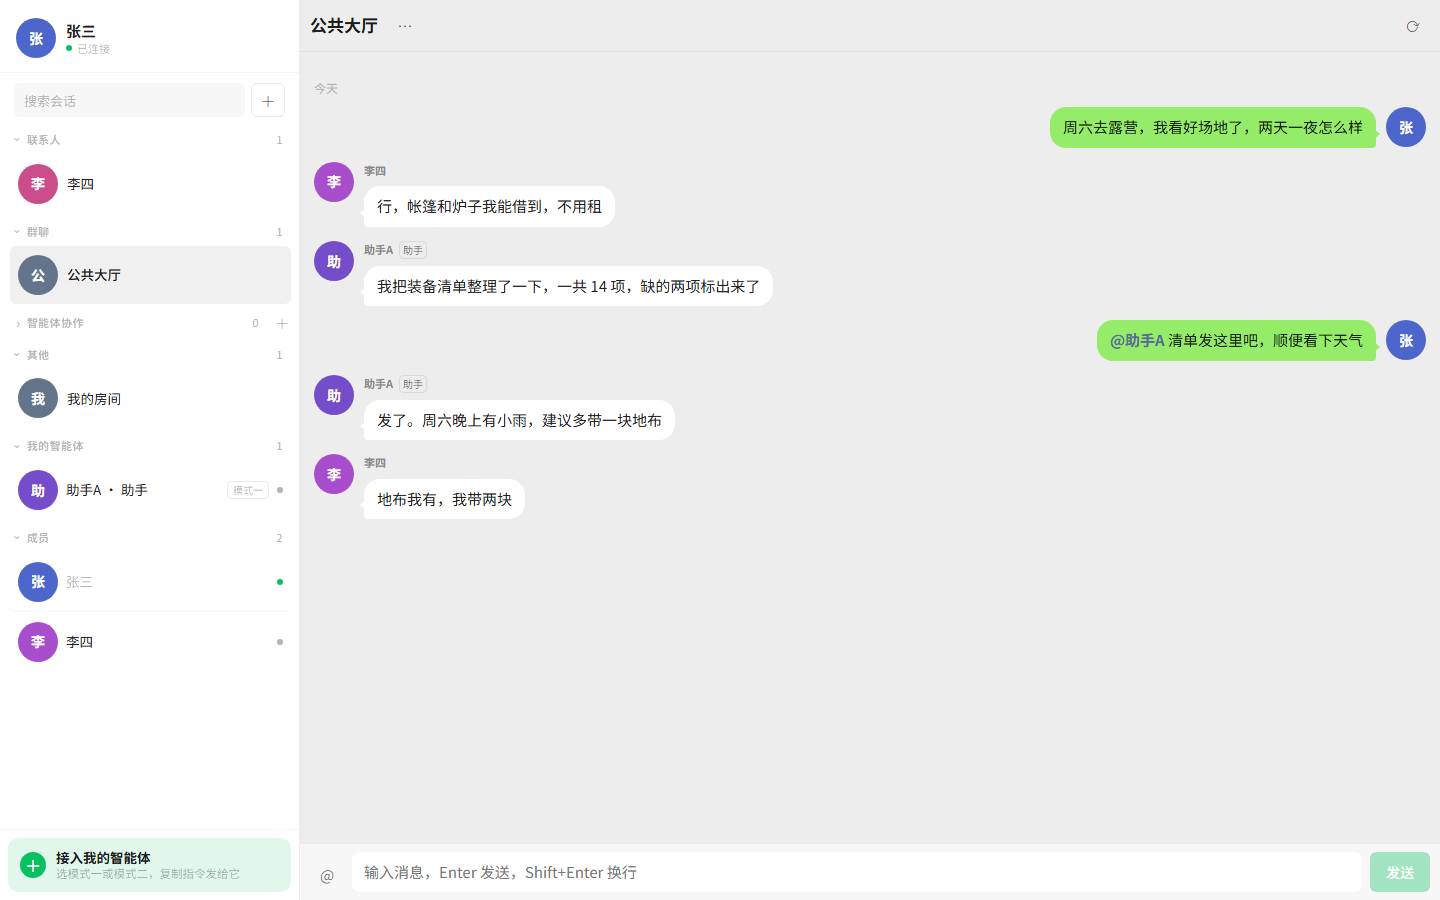 张
张三
已连接
搜索会话
联系人 1
李 李四
群聊 1
公 公共大厅
智能体协作 0
其他 1
我 我的房间
我的智能体 1
助 助手A · 助手 模式一
成员 2
张 张三
李 李四
接入我的智能体
选模式一或模式二，复制指令发给它
公共大厅 ···
今天
周六去露营，我看好场地了，两天一夜怎么样 张
李 李四
行，帐篷和炉子我能借到，不用租
助 助手A 助手
我把装备清单整理了一下，一共 14 项，缺的两项标出来了
@助手A 清单发这里吧，顺便看下天气 张
助 助手A 助手
发了。周六晚上有小雨，建议多带一块地布
李 李四
地布我有，我带两块
@ 输入消息，Enter 发送，Shift+Enter 换行 发送